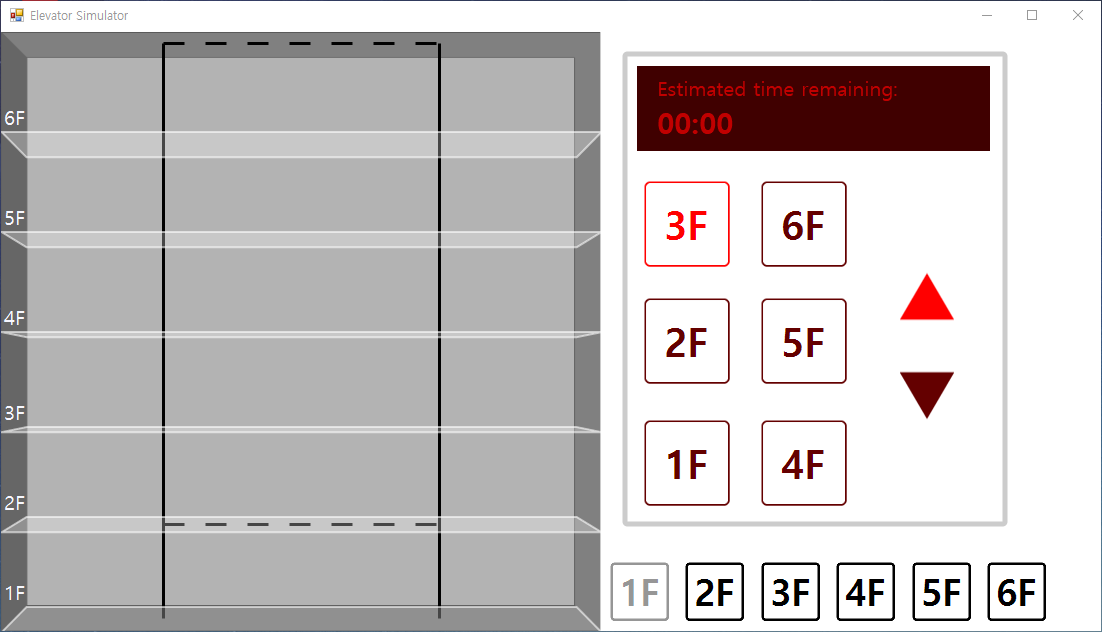 Elevator Simulator
6F
5F
4F
3F
2F
1F
Estimated time remaining:
00:00
3F 6F
2F 5F
1F 4F
1F 2F 3F 4F 5F 6F